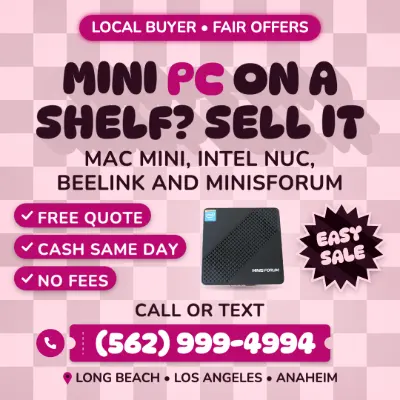 LOCAL BUYER • FAIR OFFERS
MINI PC ON A
SHELF? SELL IT
MAC MINI, INTEL NUC,
BEELINK AND MINISFORUM
FREE QUOTE
CASH SAME DAY
NO FEES
MINISFORUM
EASY
SALE
CALL OR TEXT
(562) 999-4994
LONG BEACH • LOS ANGELES • ANAHEIM